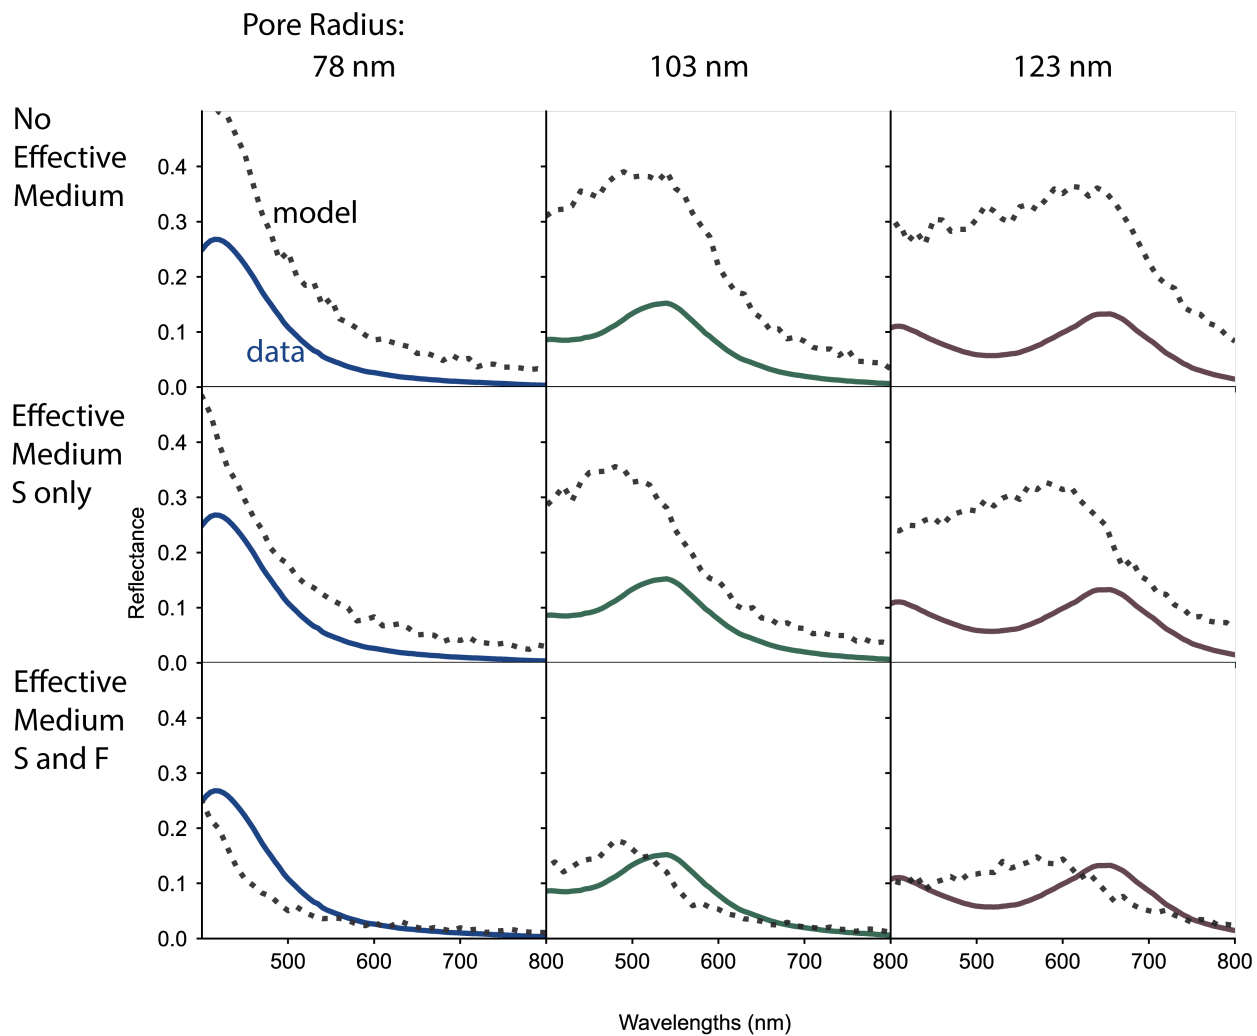 Pore Radius:
78 nm
103 nm
123 nm
No
Effective
Medium
0.4
0.3
0.2
0.1
0.0
model
data
Effective
Medium
S only
0.4
0.3
0.2
0.1
0.0
Reflectance
Effective
Medium
S and F
0.4
0.3
0.2
0.1
0.0
500 600 700 800 500 600 700 800 500 600 700 800
Wavelengths (nm)